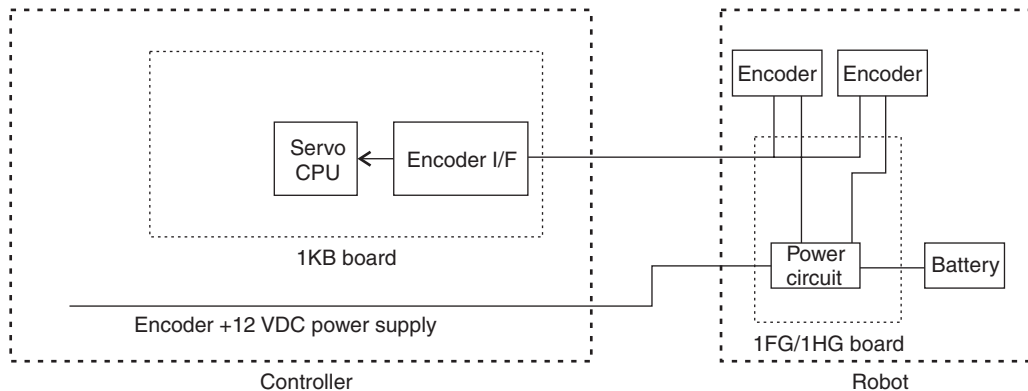 Encoder
Encoder
Servo
CPU
Encoder I/F
1KB board
Power
circuit
Battery
Encoder +12 VDC power supply
1FG/1HG board
Controller
Robot